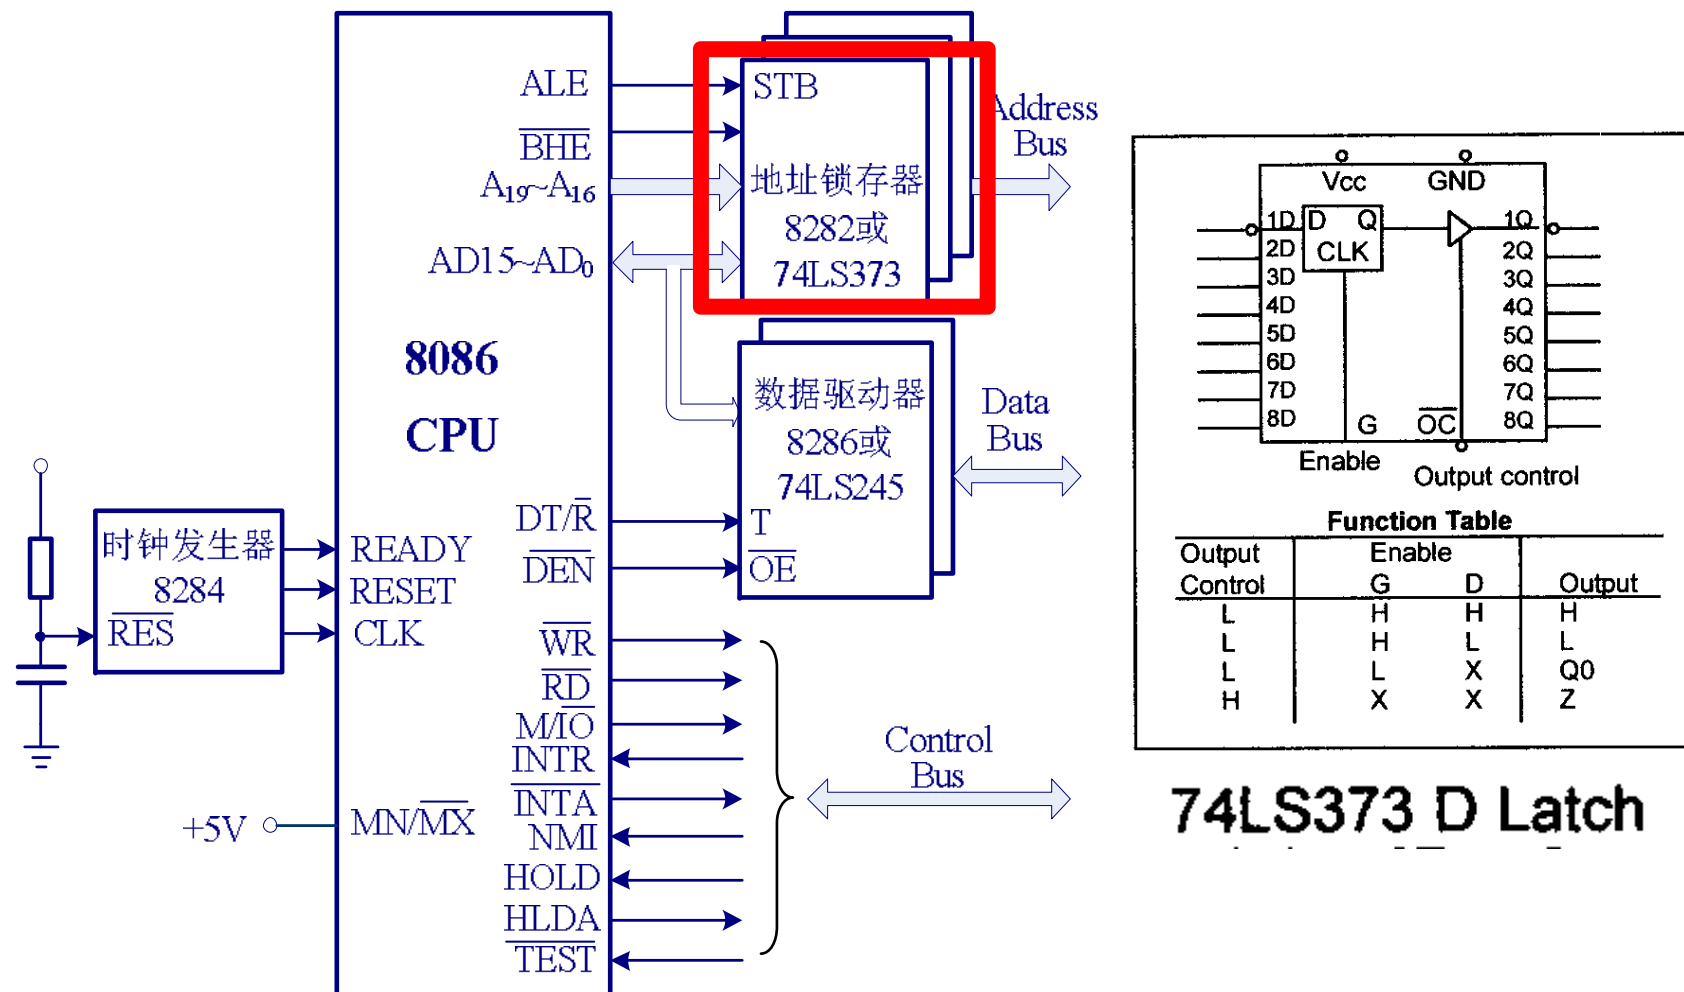 ALE
BHE
A19~A16
AD15~AD0
8086
CPU
READY
RESET
CLK
DT/R
DEN
WR
RD
M/IO
INTR
INTA
NMI
HOLD
HLDA
TEST
MN/MX
+5V
时钟发生器
8284
RES
STB
地址锁存器
8282或
74LS373
Address
Bus
数据驱动器
8286或
74LS245
T
OE
Data
Bus
Control
Bus
Vcc GND
1D D Q 1Q
CLK
2D 2Q
3D 3Q
4D 4Q
5D 5Q
6D 6Q
7D 7Q
8D G OC 8Q
Enable
Output control
Function Table
Output Enable
Control G D Output
L H H H
L H L L
L L X Q0
H X X Z
74LS373 D Latch